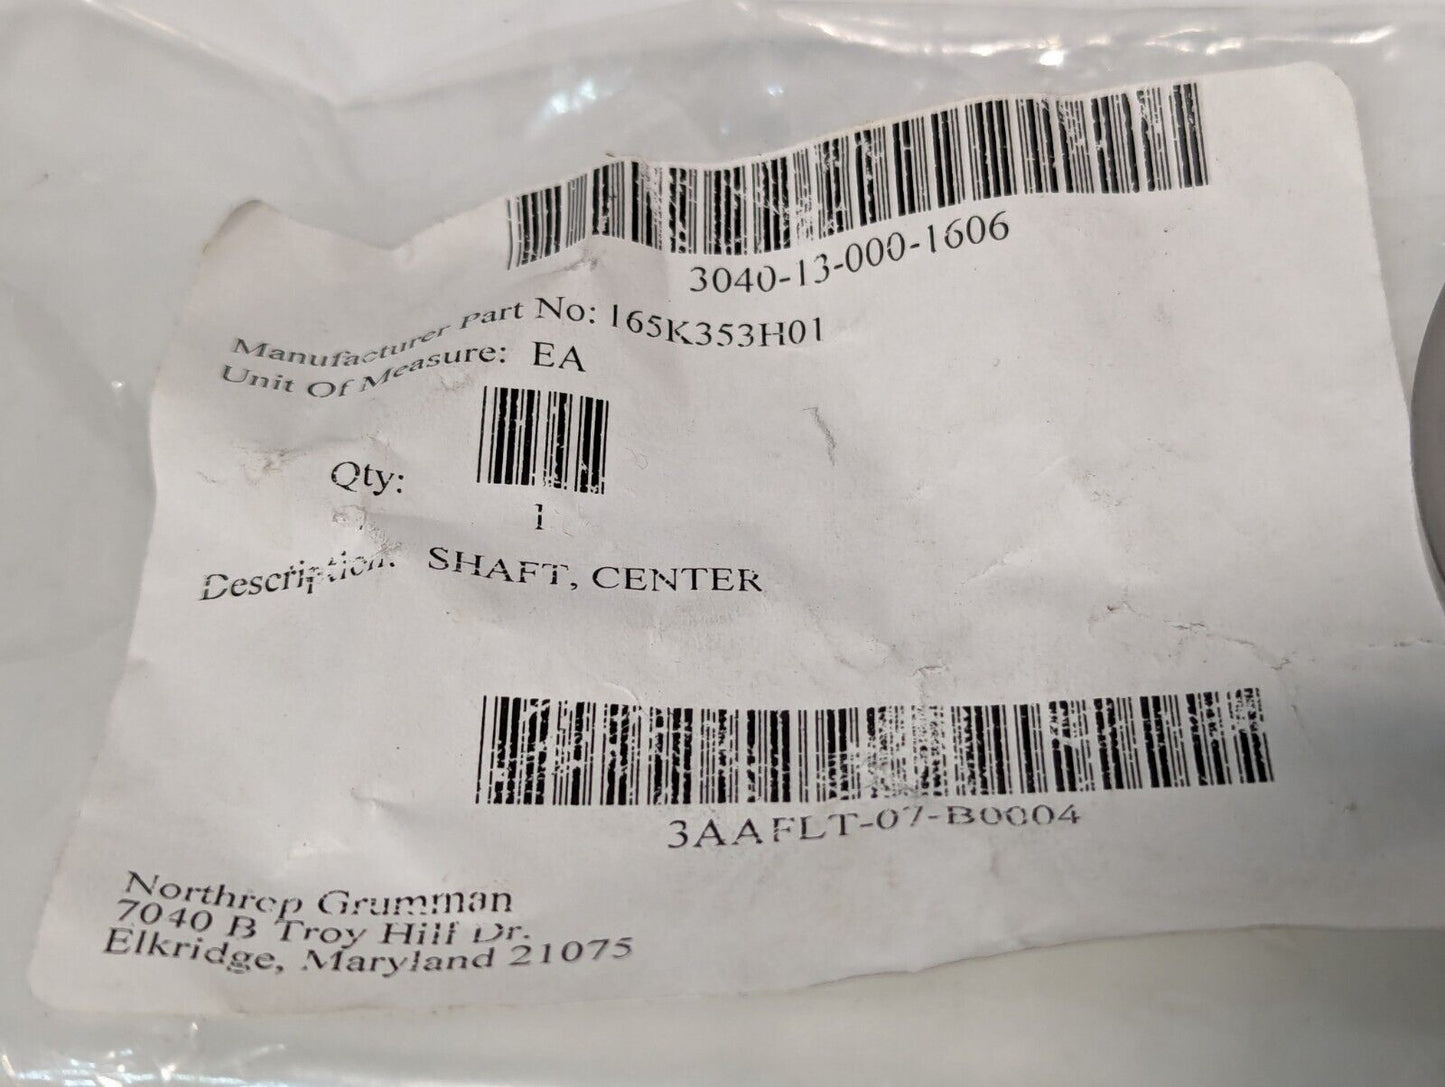 3040-13-000-1606
Manufacturer Part No: 165K353H01
Unit Of Measure: EA
Qty:
1
Description: SHAFT, CENTER
3AAFLT-07-B0004
Northrop Grumman
7040 B Troy Hill Dr.
Elkridge, Maryland 21075